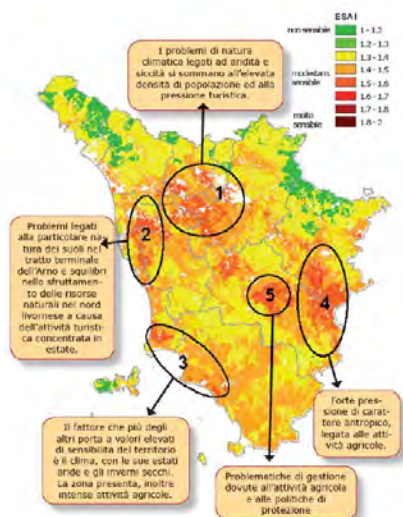 I problemi di natura
climatica legati ad aridità e
siccità si sommano all'elevata
densità di popolazione ed alla
pressione turistica.
ESAI
non sensibile
1 - 1.2
1.2 - 1.3
1.3 - 1.4
modestam.
sensibile
1.4 - 1.5
1.5 - 1.6
1.6 - 1.7
molto
sensibile
1.7 - 1.8
1.8 - 2
1
2
3
4
5
Problemi legati
alla particolare na-
tura dei suoli nel
tratto terminale
dell'Arno e squilibri
nello sfruttamento
delle risorse
naturali nel nord
livornese a causa
dell'attività turisti-
ca concentrata in
estate.
Il fattore che più degli
altri porta a valori elevati
di sensibilità del territorio
è il clima, con le sue estati
aride e gli inverni secchi.
La zona presenta, inoltre
intense attività agricole.
Problematiche di gestione
dovute all'attività agricola
e alle politiche di
protezione
Forte pres-
sione di carat-
tere antropico,
legata alle atti-
vità agricole.